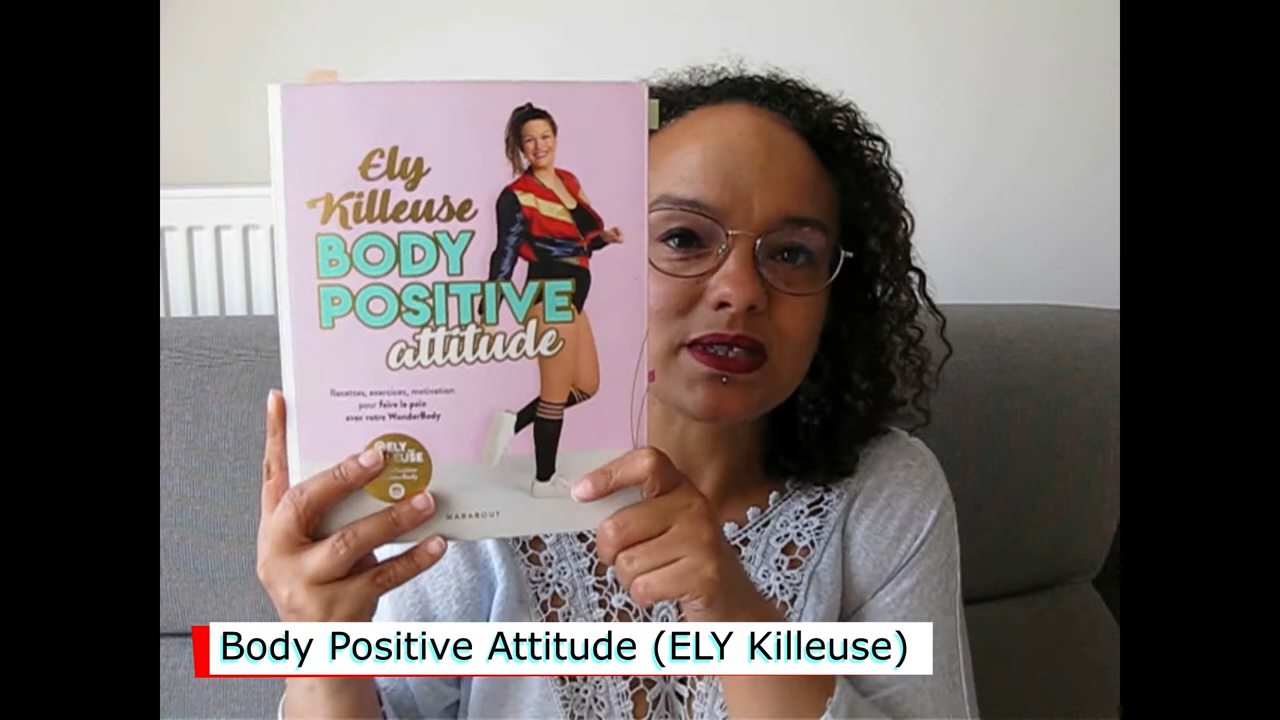 Ely
Killeuse
BODY
POSITIVE
attitude
Recettes, exercices, motivation
pour faire la paix
avec votre WonderBody
ELY
MARABOUT
Body Positive Attitude (ELY Killeuse)